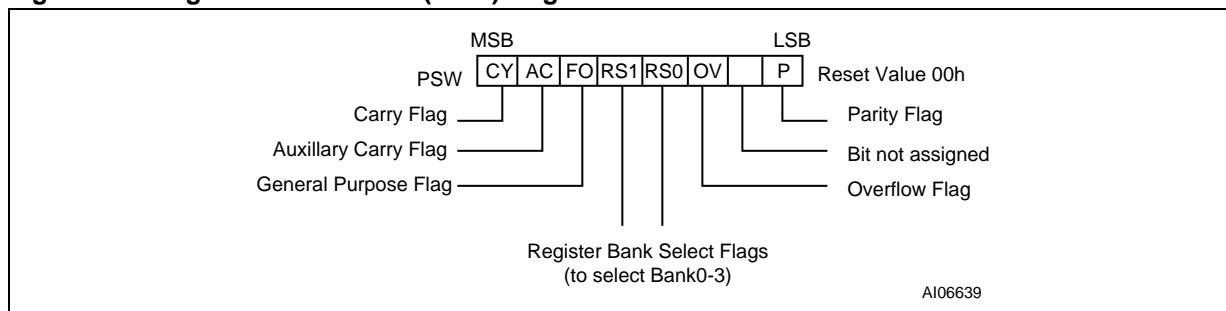 MSB LSB
PSW CY AC FO RS1 RS0 OV P Reset Value 00h
Carry Flag Parity Flag
Auxillary Carry Flag Bit not assigned
General Purpose Flag Overflow Flag
Register Bank Select Flags
(to select Bank0-3)
AI06639